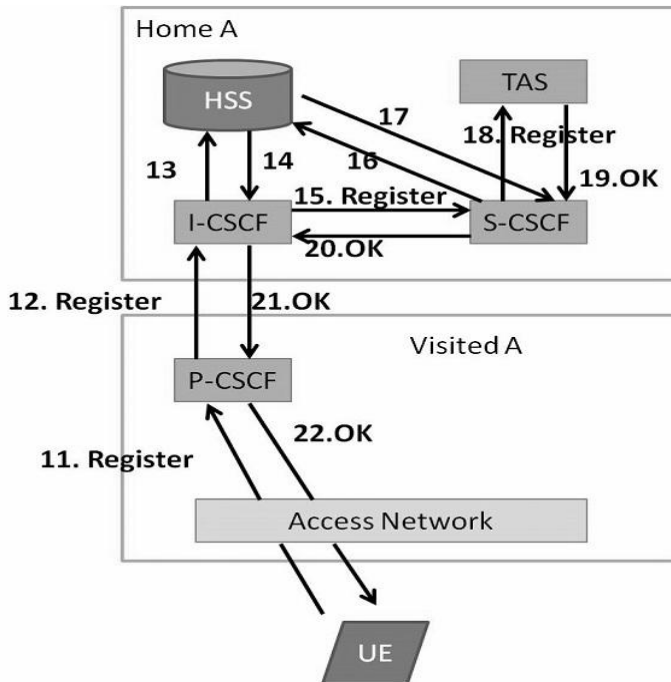 Home A
HSS
TAS
17
18. Register
13
14
16
19.OK
15. Register
I-CSCF
S-CSCF
20.OK
12. Register
21.OK
Visited A
P-CSCF
22.OK
11. Register
Access Network
UE